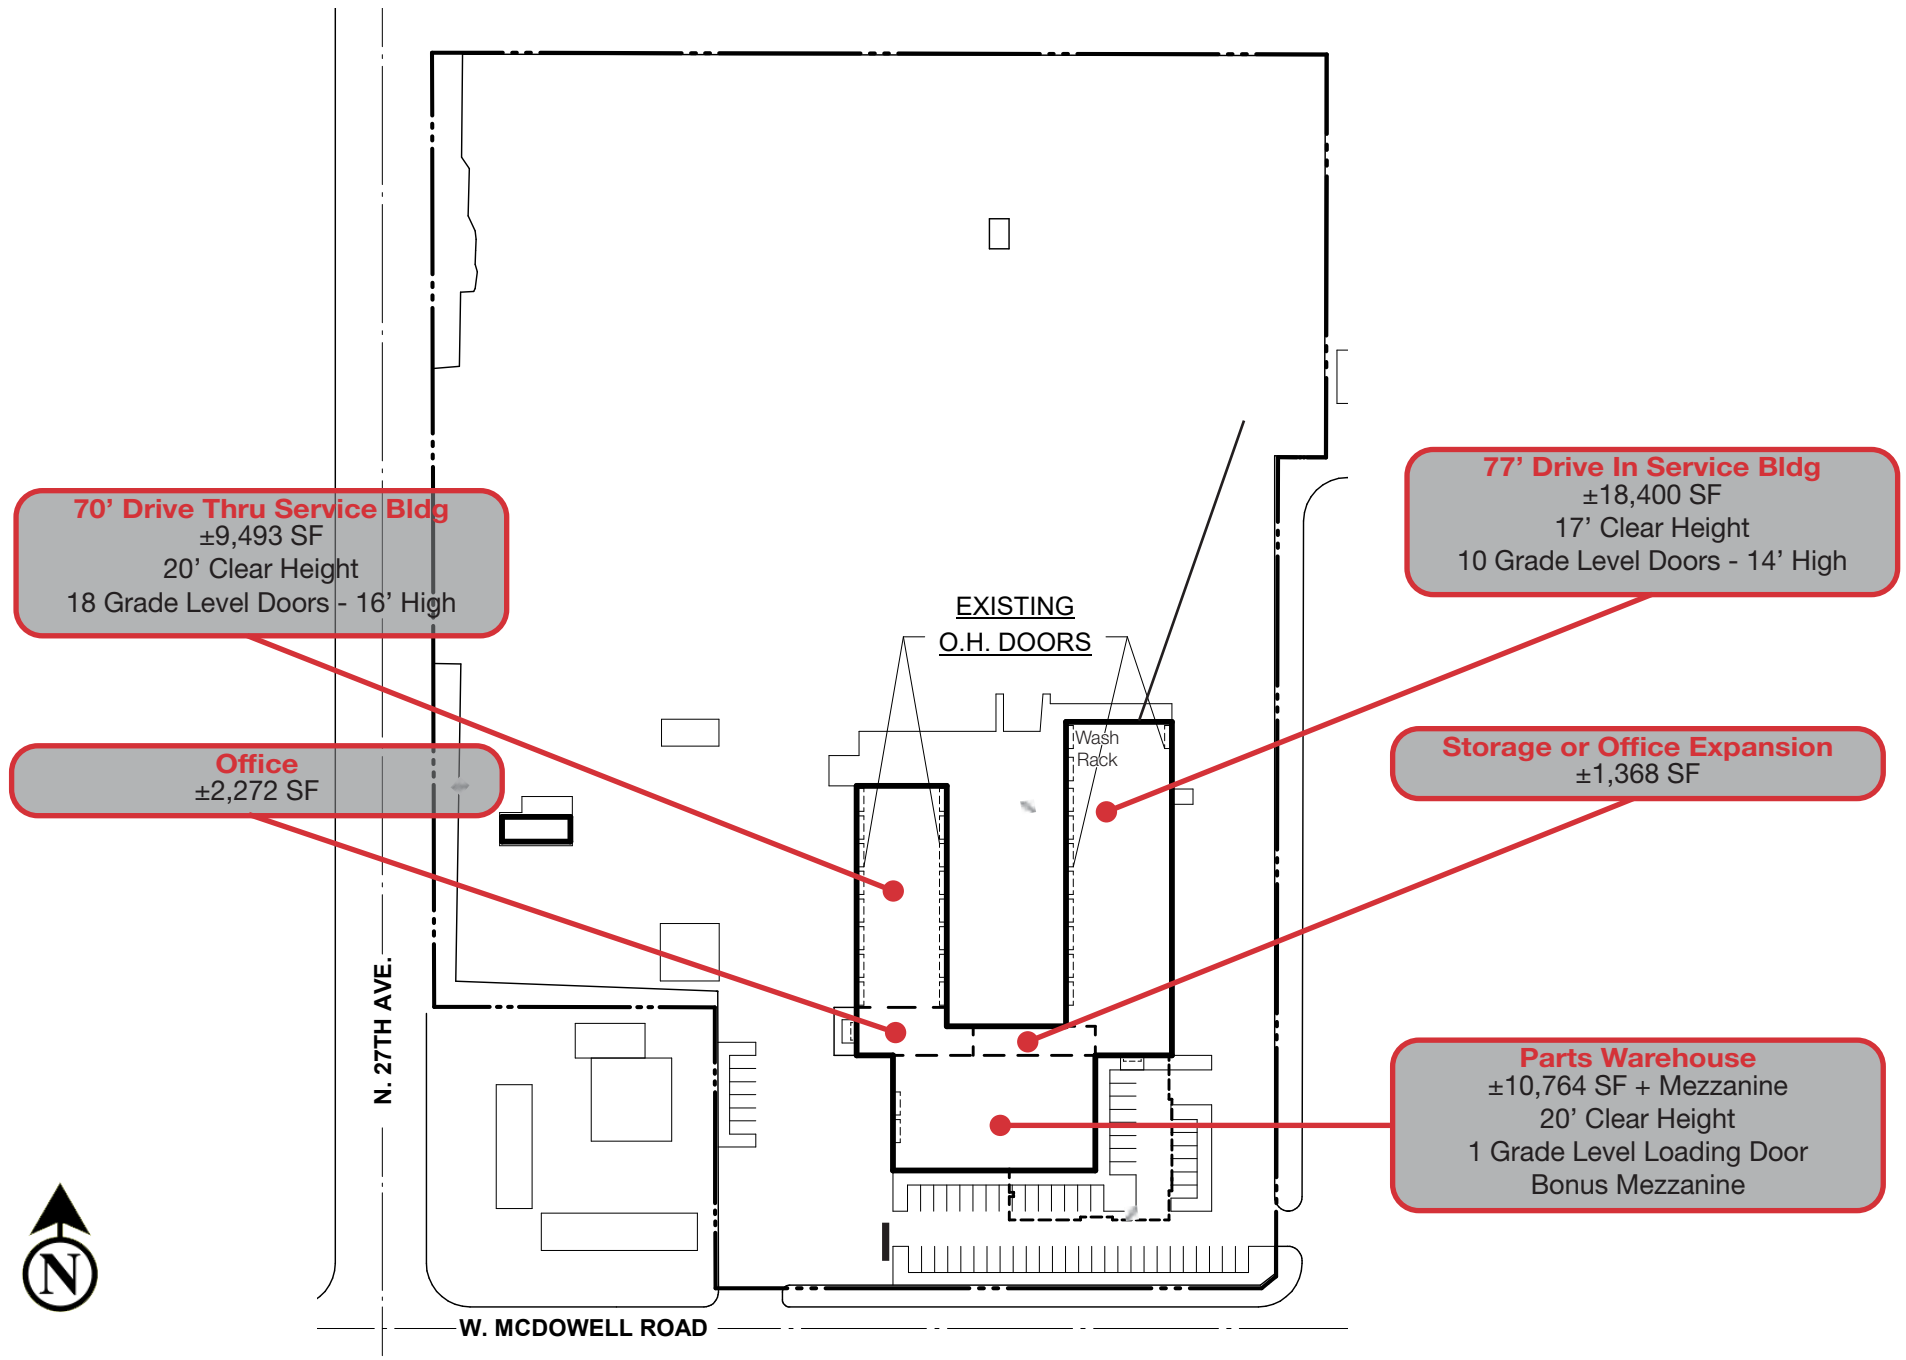 70’ Drive Thru Service Bldg
±9,493 SF
20’ Clear Height
18 Grade Level Doors - 16’ High
Office
±2,272 SF
77’ Drive In Service Bldg
±18,400 SF
17’ Clear Height
10 Grade Level Doors - 14’ High
Storage or Office Expansion
±1,368 SF
Parts Warehouse
±10,764 SF + Mezzanine
20’ Clear Height
1 Grade Level Loading Door
Bonus Mezzanine
EXISTING
O.H. DOORS
Wash
Rack
N. 27TH AVE.
W. MCDOWELL ROAD
N